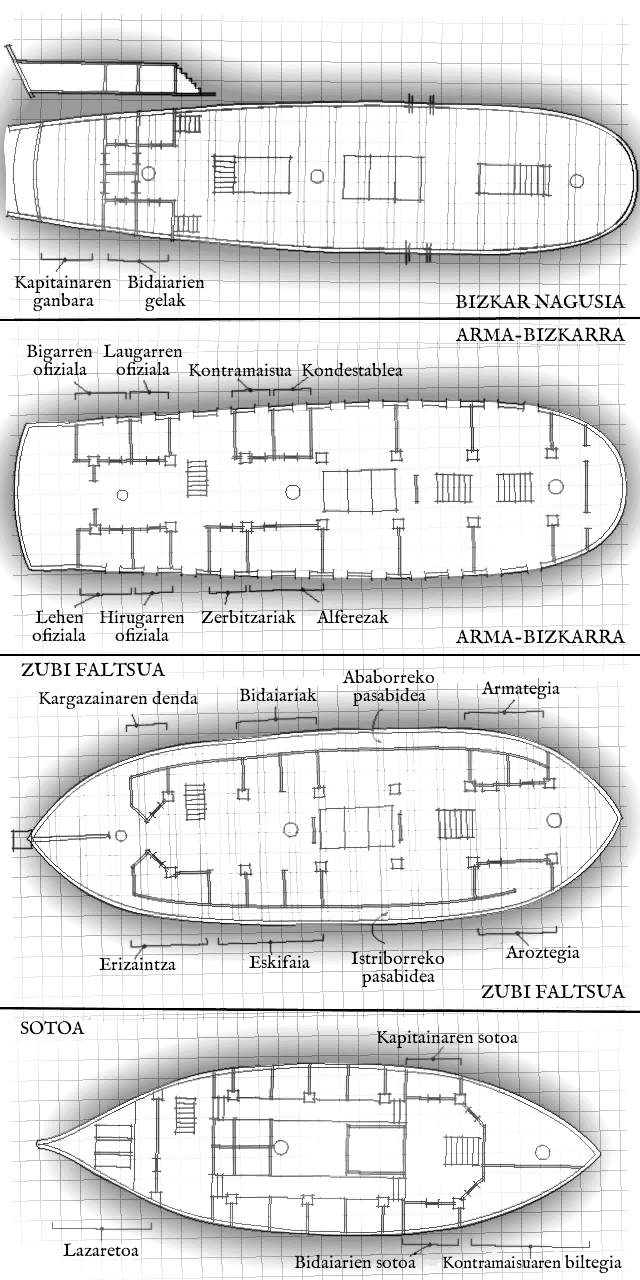 Kapitainaren
ganbara
Bidaiarien
gelak
BIZKAR NAGUSIA
ARMA-BIZKARRA
Bigarren
ofiziala
Laugarren
ofiziala
Kontramaisua
Kondestablea
Lehen
ofiziala
Hirugarren
ofiziala
Zerbitzariak
Alferezak
ARMA-BIZKARRA
ZUBI FALTSUA
Kargazainaren denda
Bidaiariak
Ababorreko
pasabidea
Armategia
Erizaintza
Eskifaia
Istriborreko
pasabidea
Aroztegia
ZUBI FALTSUA
SOTOA
Kapitainaren sotoa
Lazaretoa
Bidaiarien sotoa
Kontramaisuaren biltegia